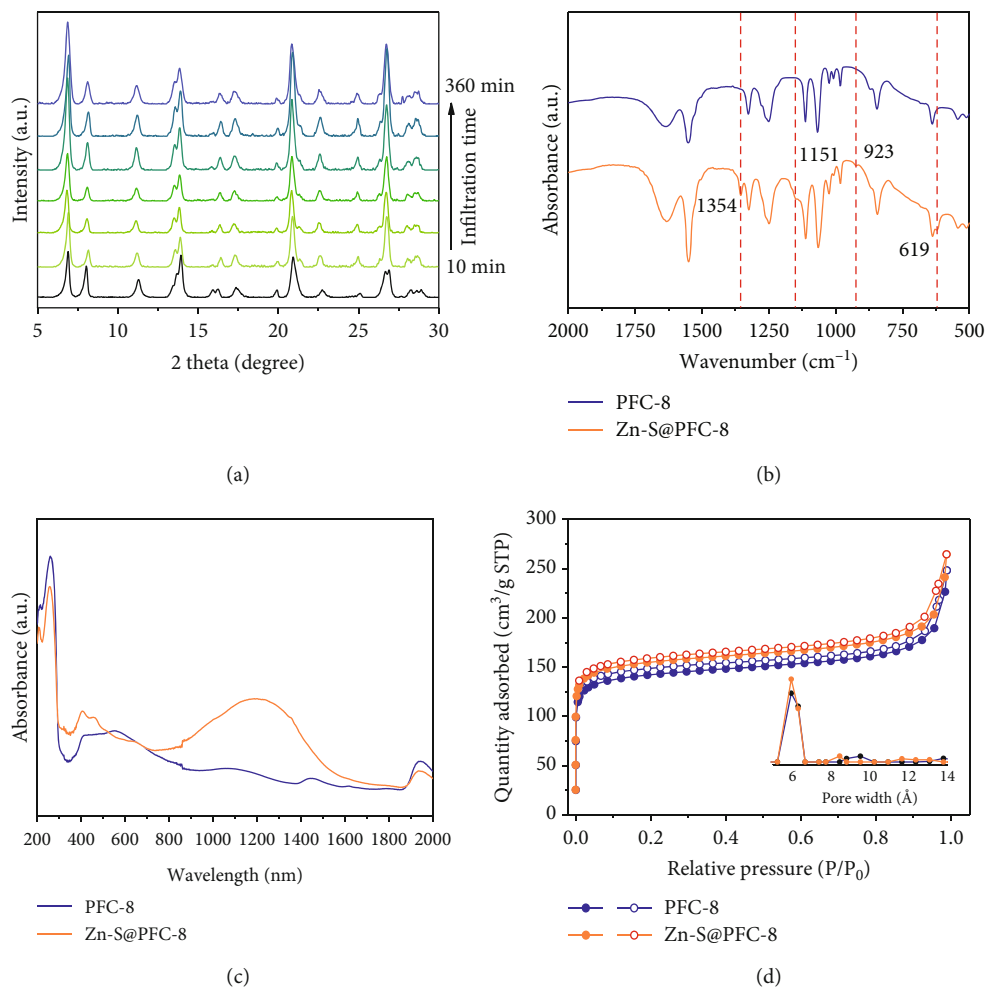 360 min
Infiltration time
10 min
Intensity (a.u.)
5 10 15 20 25 30
2 theta (degree)
(a)
1354
1151
923
619
Absorbance (a.u.)
2000 1750 1500 1250 1000 750 500
Wavenumber (cm⁻¹)
PFC-8
Zn-S@PFC-8
(b)
Absorbance (a.u.)
200 400 600 800 1000 1200 1400 1600 1800 2000
Wavelength (nm)
PFC-8
Zn-S@PFC-8
(c)
300
250
200
150
100
50
0
Quantity adsorbed (cm³/g STP)
6 8 10 12 14
Pore width (Å)
0.0 0.2 0.4 0.6 0.8 1.0
Relative pressure (P/P₀)
PFC-8
Zn-S@PFC-8
(d)